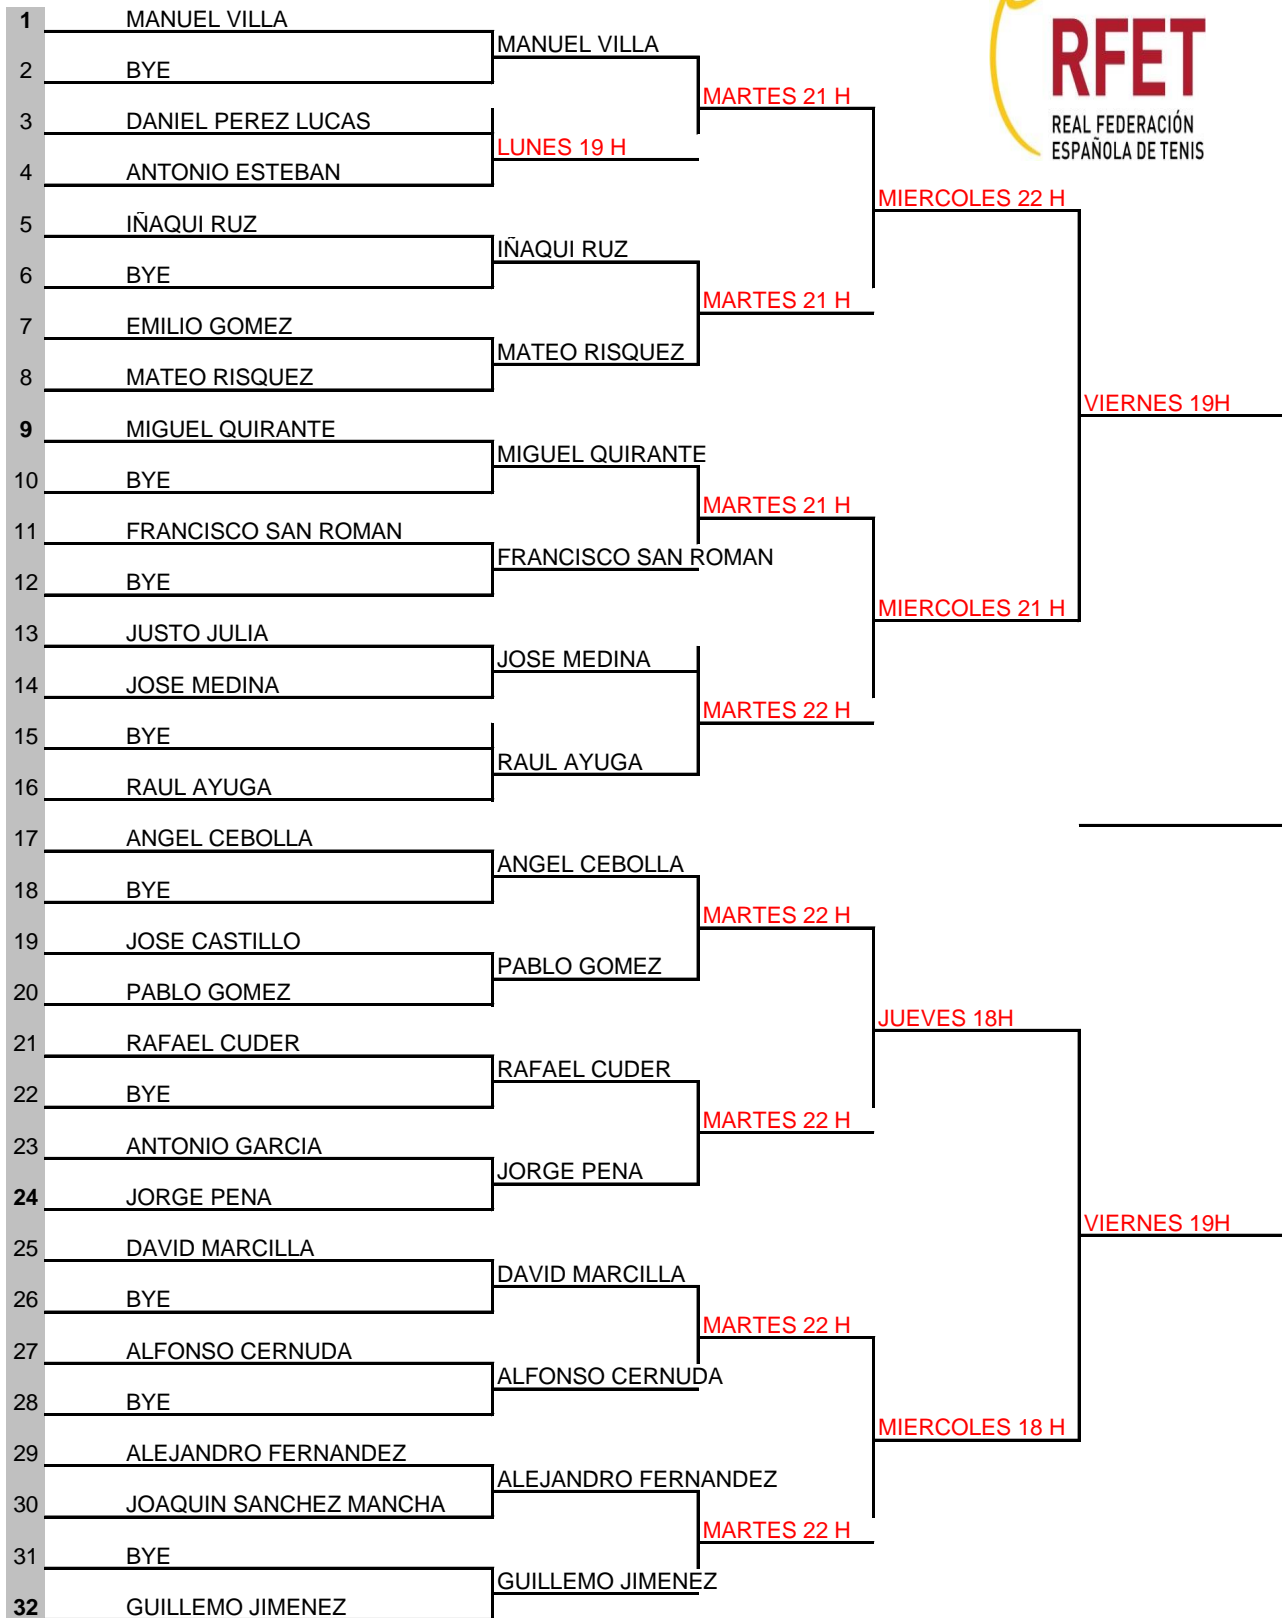 1 MANUEL VILLA
MANUEL VILLA
2 BYE
MARTES 21 H
3 DANIEL PEREZ LUCAS
LUNES 19 H
4 ANTONIO ESTEBAN
RFET
REAL FEDERACIÓN
ESPAÑOLA DE TENIS
MIERCOLES 22 H
5 IÑAQUI RUZ
IÑAQUI RUZ
6 BYE
MARTES 21 H
7 EMILIO GOMEZ
MATEO RISQUEZ
8 MATEO RISQUEZ
VIERNES 19H
9 MIGUEL QUIRANTE
MIGUEL QUIRANTE
10 BYE
MARTES 21 H
11 FRANCISCO SAN ROMAN
FRANCISCO SAN ROMAN
12 BYE
MIERCOLES 21 H
13 JUSTO JULIA
JOSE MEDINA
14 JOSE MEDINA
MARTES 22 H
15 BYE
RAUL AYUGA
16 RAUL AYUGA
17 ANGEL CEBOLLA
ANGEL CEBOLLA
18 BYE
MARTES 22 H
19 JOSE CASTILLO
PABLO GOMEZ
20 PABLO GOMEZ
JUEVES 18H
21 RAFAEL CUDER
RAFAEL CUDER
22 BYE
MARTES 22 H
23 ANTONIO GARCIA
JORGE PENA
24 JORGE PENA
VIERNES 19H
25 DAVID MARCILLA
DAVID MARCILLA
26 BYE
MARTES 22 H
27 ALFONSO CERNUDA
ALFONSO CERNUDA
28 BYE
MIERCOLES 18 H
29 ALEJANDRO FERNANDEZ
ALEJANDRO FERNANDEZ
30 JOAQUIN SANCHEZ MANCHA
MARTES 22 H
31 BYE
GUILLEMO JIMENEZ
32 GUILLEMO JIMENEZ